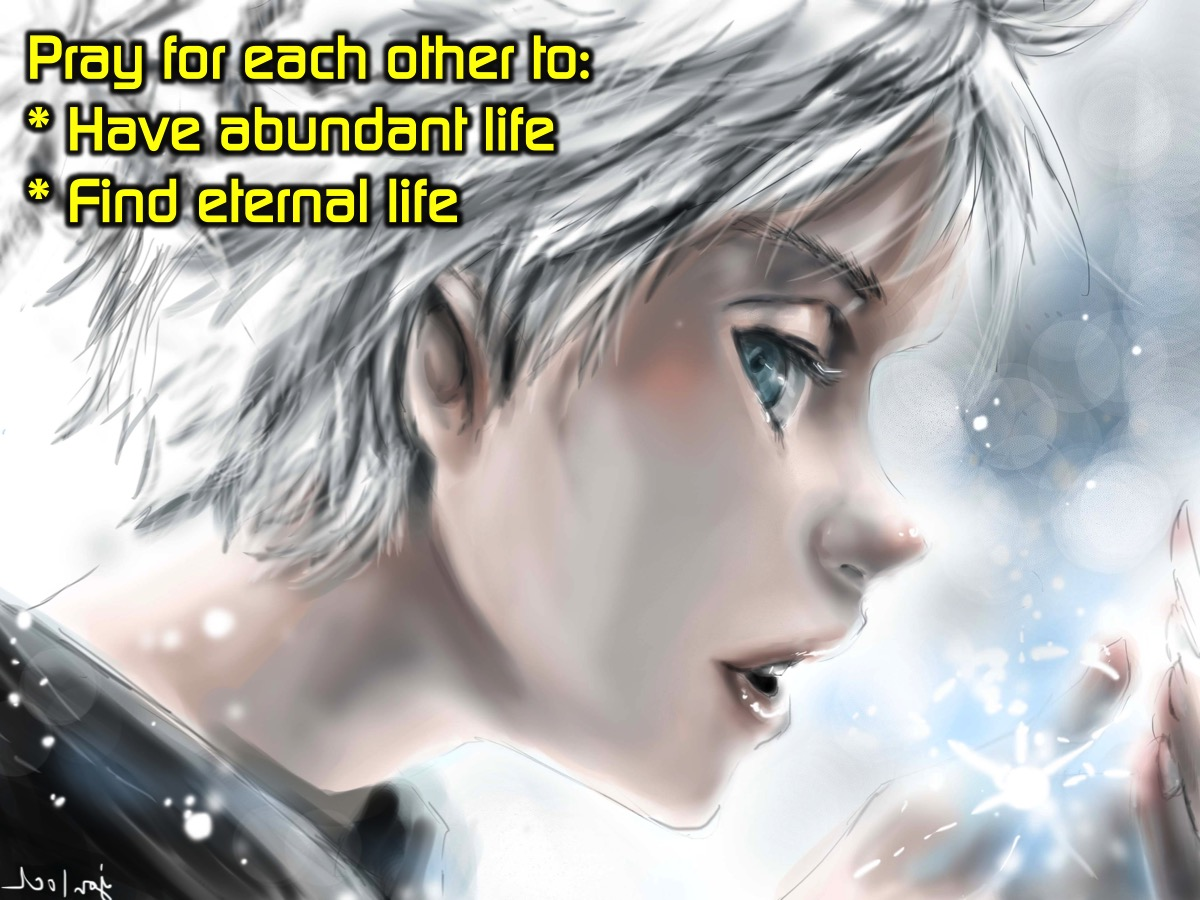 Pray for each other to:
* Have abundant life
* Find eternal life